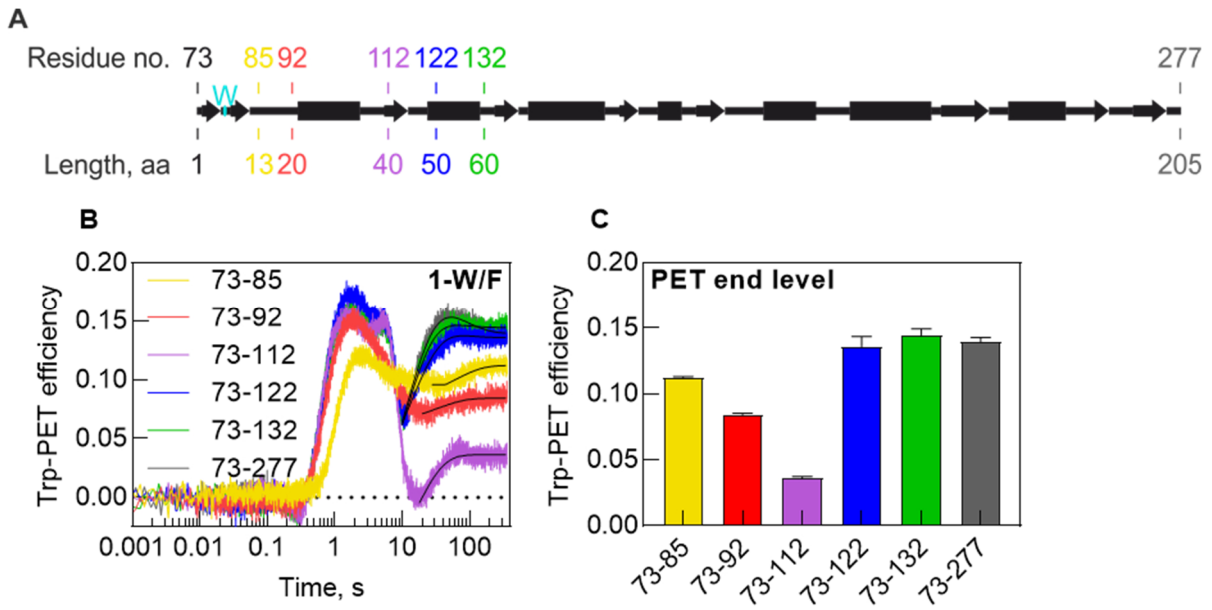 A
Residue no. 73 85 92 112 122 132 277
W
Length, aa 1 13 20 40 50 60 205
B
1-W/F
73-85
73-92
73-112
73-122
73-132
73-277
Trp-PET efficiency
0.20
0.15
0.10
0.05
0.00
0.001 0.01 0.1 1 10 100
Time, s
C
PET end level
Trp-PET efficiency
0.20
0.15
0.10
0.05
0.00
73-85 73-92 73-112 73-122 73-132 73-277